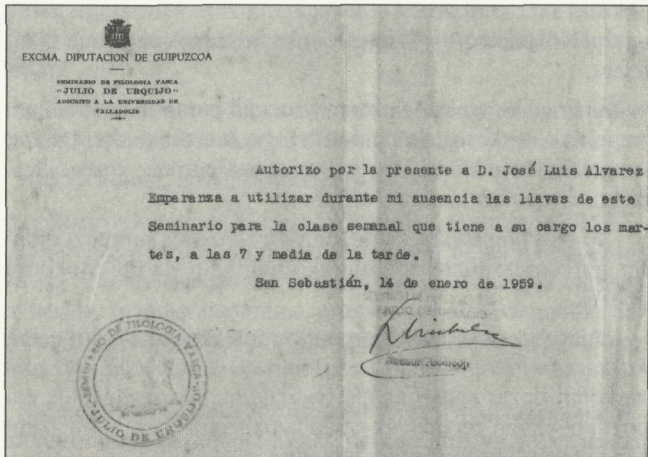 EXCMA. DIPUTACION DE GUIPUZCOA
SEMINARIO DE FILOLOGIA VASCA
"JULIO DE URQUIJO"
ADSCRITO A LA UNIVERSIDAD DE
VALLADOLID
Autorizo por la presente a D. José Luis Alvarez
Emparanza a utilizar durante mi ausencia las llaves de este
Seminario para la clase semanal que tiene a su cargo los mar-
tes, a las 7 y media de la tarde.
San Sebastián, 14 de enero de 1959.
SEMINARIO DE FILOLOGIA VASCA
"JULIO DE URQUIJO"